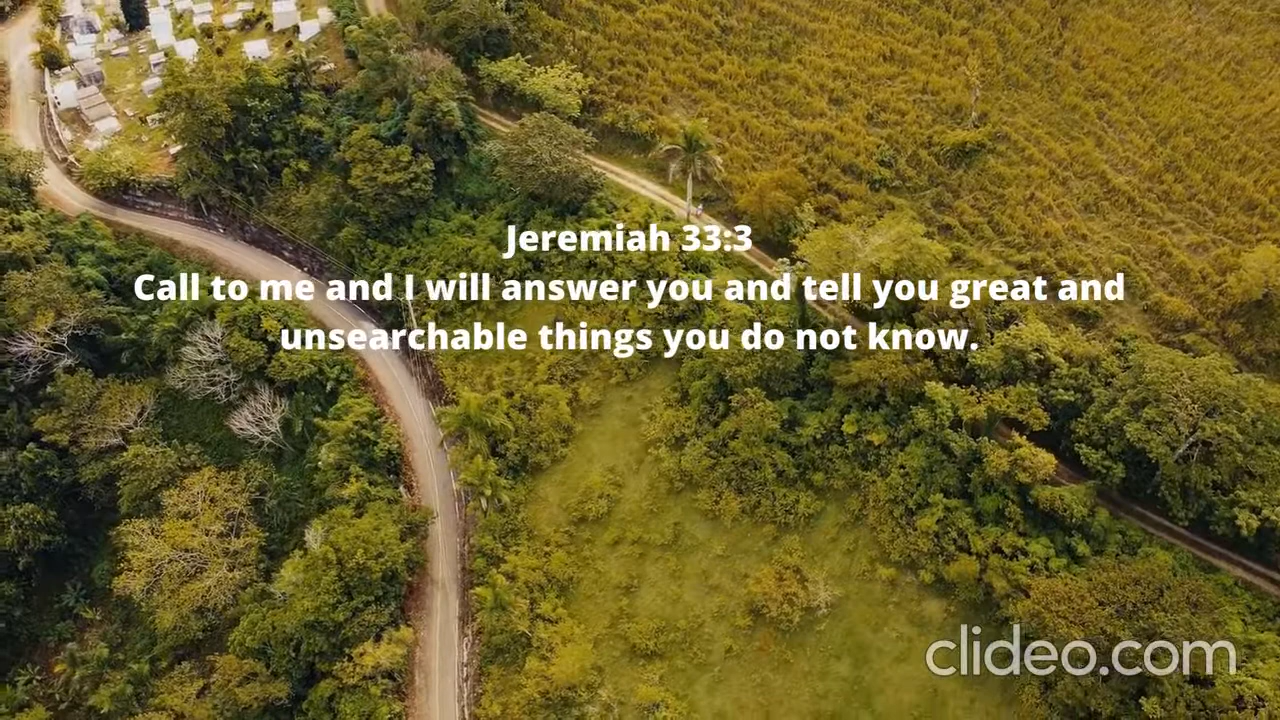 Jeremiah 33:3
Call to me and I will answer you and tell you great and
unsearchable things you do not know.
clideo.com